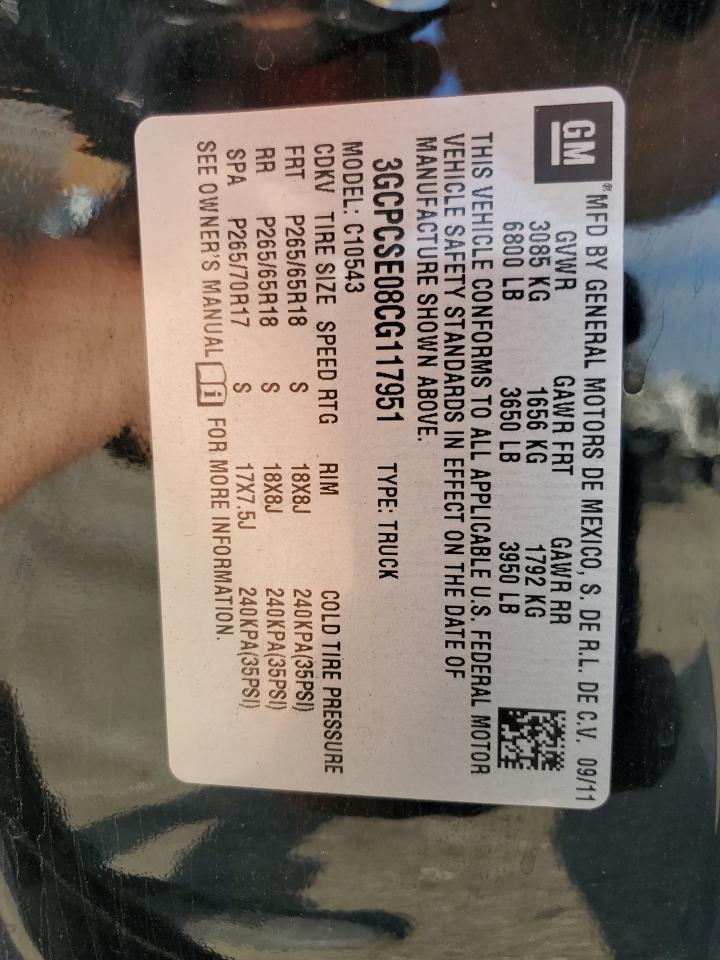 GM
® MFD BY GENERAL MOTORS DE MEXICO, S. DE R.L. DE C.V. 09/11
GVWR GAWR FRT GAWR RR
3085 KG 1656 KG 1792 KG
6800 LB 3650 LB 3950 LB
THIS VEHICLE CONFORMS TO ALL APPLICABLE U.S. FEDERAL MOTOR
VEHICLE SAFETY STANDARDS IN EFFECT ON THE DATE OF
MANUFACTURE SHOWN ABOVE.
3GCPCSE08CG117951 TYPE: TRUCK
MODEL: C10543
CDKV TIRE SIZE SPEED RTG RIM COLD TIRE PRESSURE
FRT P265/65R18 S 18X8J 240KPA(35PSI)
RR P265/65R18 S 18X8J 240KPA(35PSI)
SPA P265/70R17 S 17X7.5J 240KPA(35PSI)
SEE OWNER'S MANUAL i FOR MORE INFORMATION.